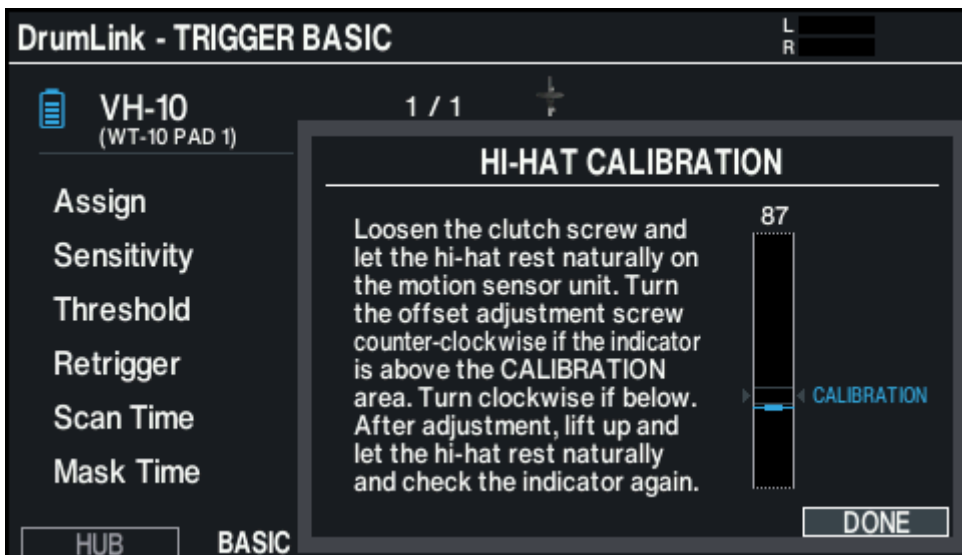 DrumLink - TRIGGER BASIC
L
R
VH-10
1 / 1
(WT-10 PAD 1)
HI-HAT CALIBRATION
Assign
Sensitivity
Threshold
Retrigger
Scan Time
Mask Time
Loosen the clutch screw and
let the hi-hat rest naturally on
the motion sensor unit. Turn
the offset adjustment screw
counter-clockwise if the indicator
is above the CALIBRATION
area. Turn clockwise if below.
After adjustment, lift up and
let the hi-hat rest naturally
and check the indicator again.
87
CALIBRATION
DONE
HUB
BASIC